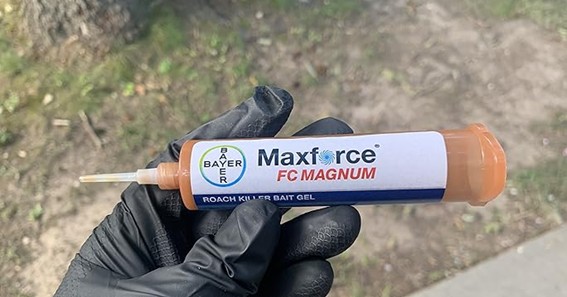 BAYER
BAYER
Maxforce®
FC MAGNUM
ROACH KILLER BAIT GEL